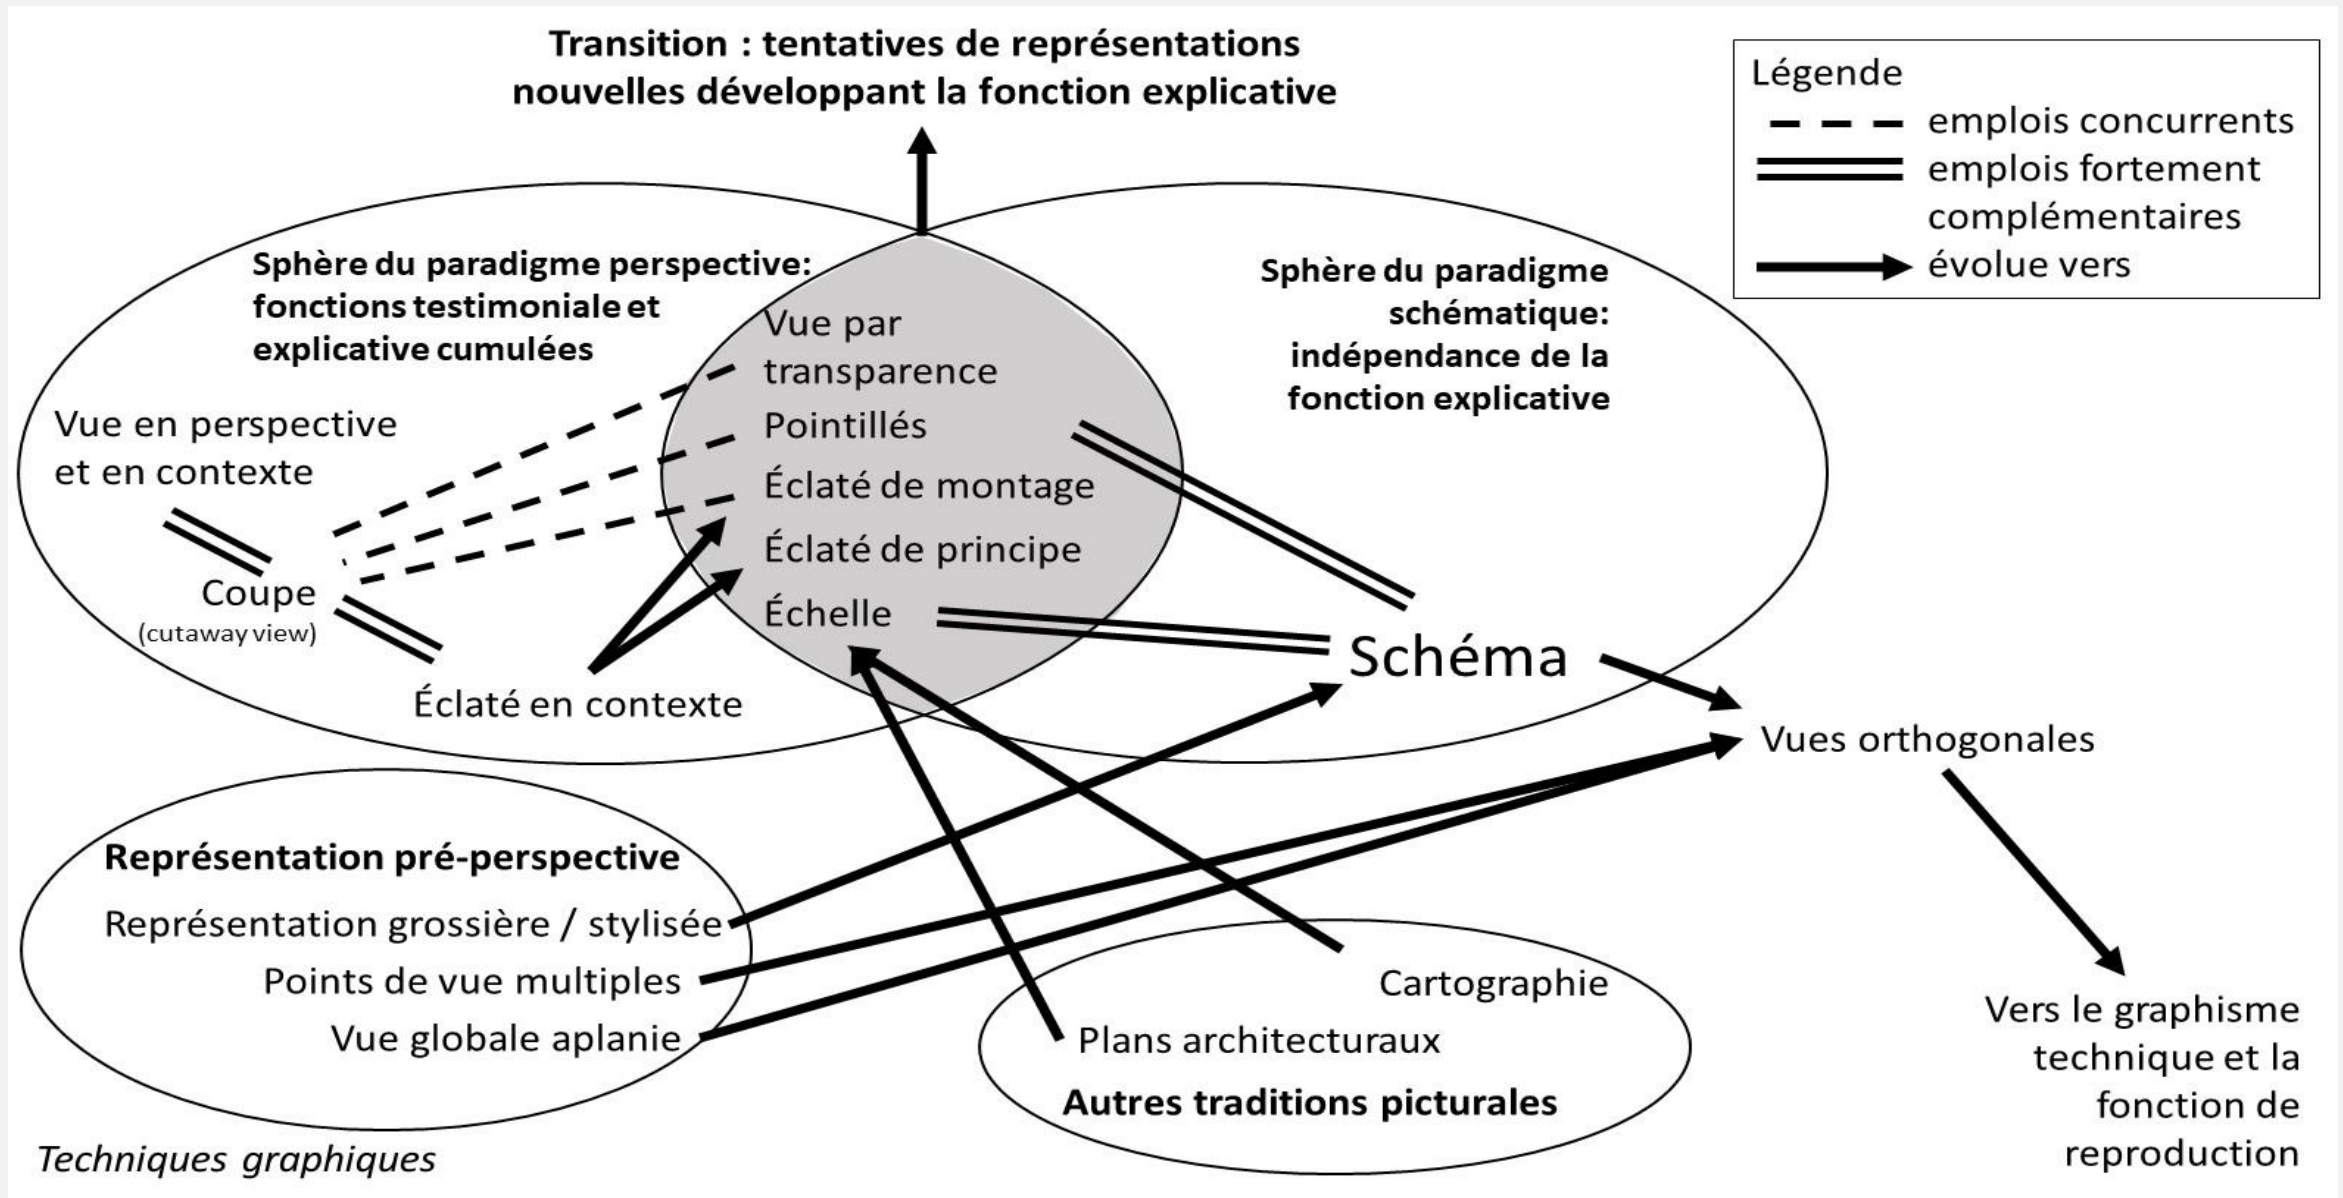 Transition : tentatives de représentations
nouvelles développant la fonction explicative
Légende
emplois concurrents
emplois fortement
complémentaires
évolue vers
Sphère du paradigme perspective:
fonctions testimoniale et
explicative cumulées
Sphère du paradigme
schématique:
indépendance de la
fonction explicative
Vue par
transparence
Pointillés
Éclaté de montage
Éclaté de principe
Échelle
Vue en perspective
et en contexte
Coupe
(cutaway view)
Éclaté en contexte
Schéma
Vues orthogonales
Représentation pré-perspective
Représentation grossière / stylisée
Points de vue multiples
Vue globale aplanie
Cartographie
Plans architecturaux
Autres traditions picturales
Vers le graphisme
technique et la
fonction de
reproduction
Techniques graphiques